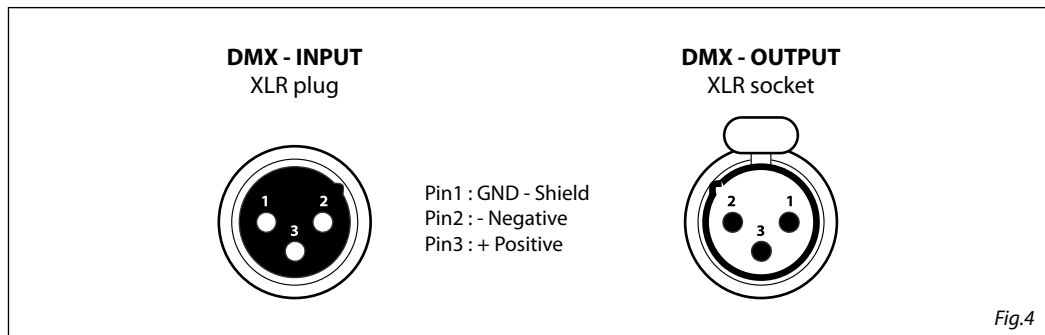 DMX - INPUT
XLR plug
DMX - OUTPUT
XLR socket
1
2
3
Pin1 : GND - Shield
Pin2 : - Negative
Pin3 : + Positive
2
1
3
Fig.4